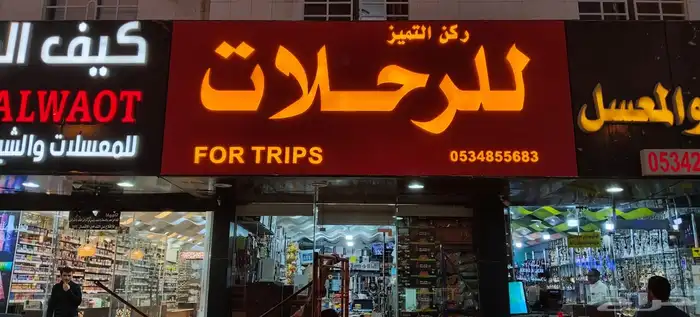 كيف ال
ALWAOT
للمعسلات والشي
ركن التميز
للرحلات
FOR TRIPS
0534855683
والمعسل
05342